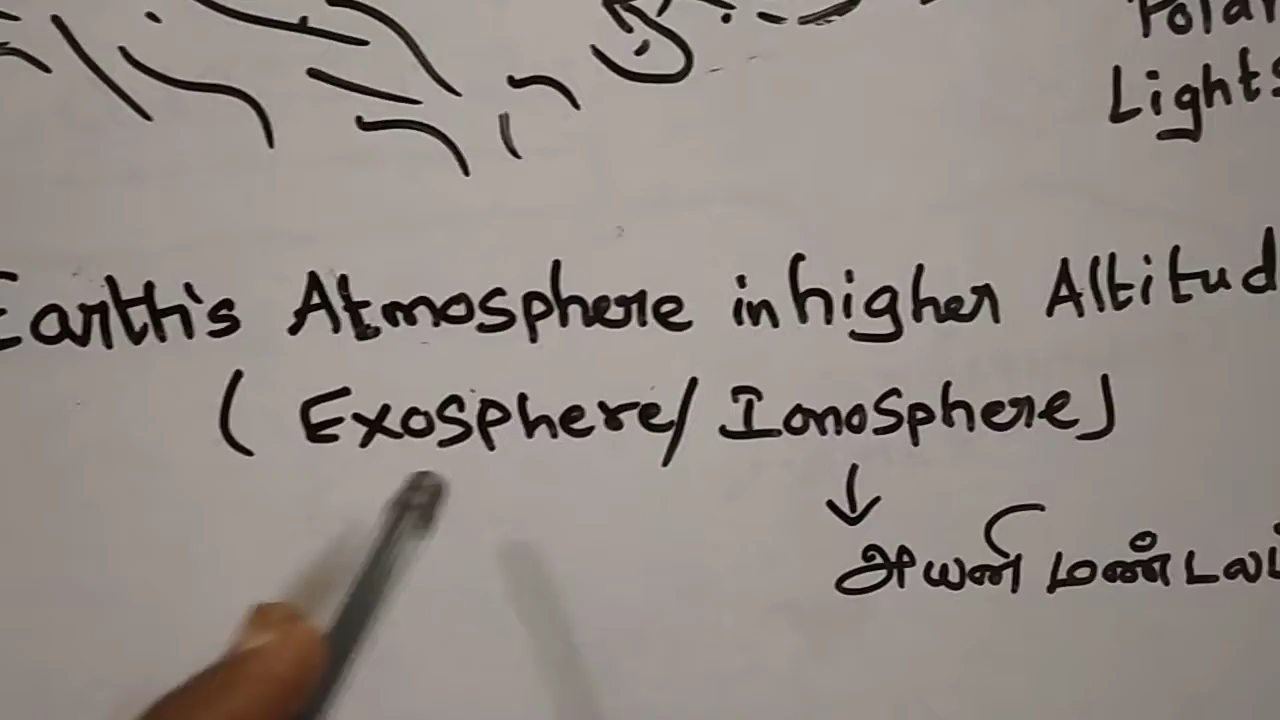 Polar
Lights
Earth's Atmosphere in higher Altitud
( Exosphere/ Ionosphere)
↓
அயனி மண்டல